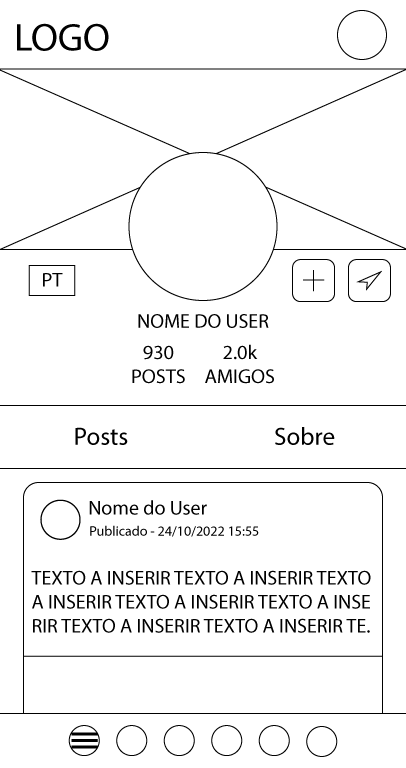 LOGO
PT
NOME DO USER
930 2.0k
POSTS AMIGOS
Posts Sobre
Nome do User
Publicado - 24/10/2022 15:55
TEXTO A INSERIR TEXTO A INSERIR TEXTO
A INSERIR TEXTO A INSERIR TEXTO A INSE
RIR TEXTO A INSERIR TEXTO A INSERIR TE.